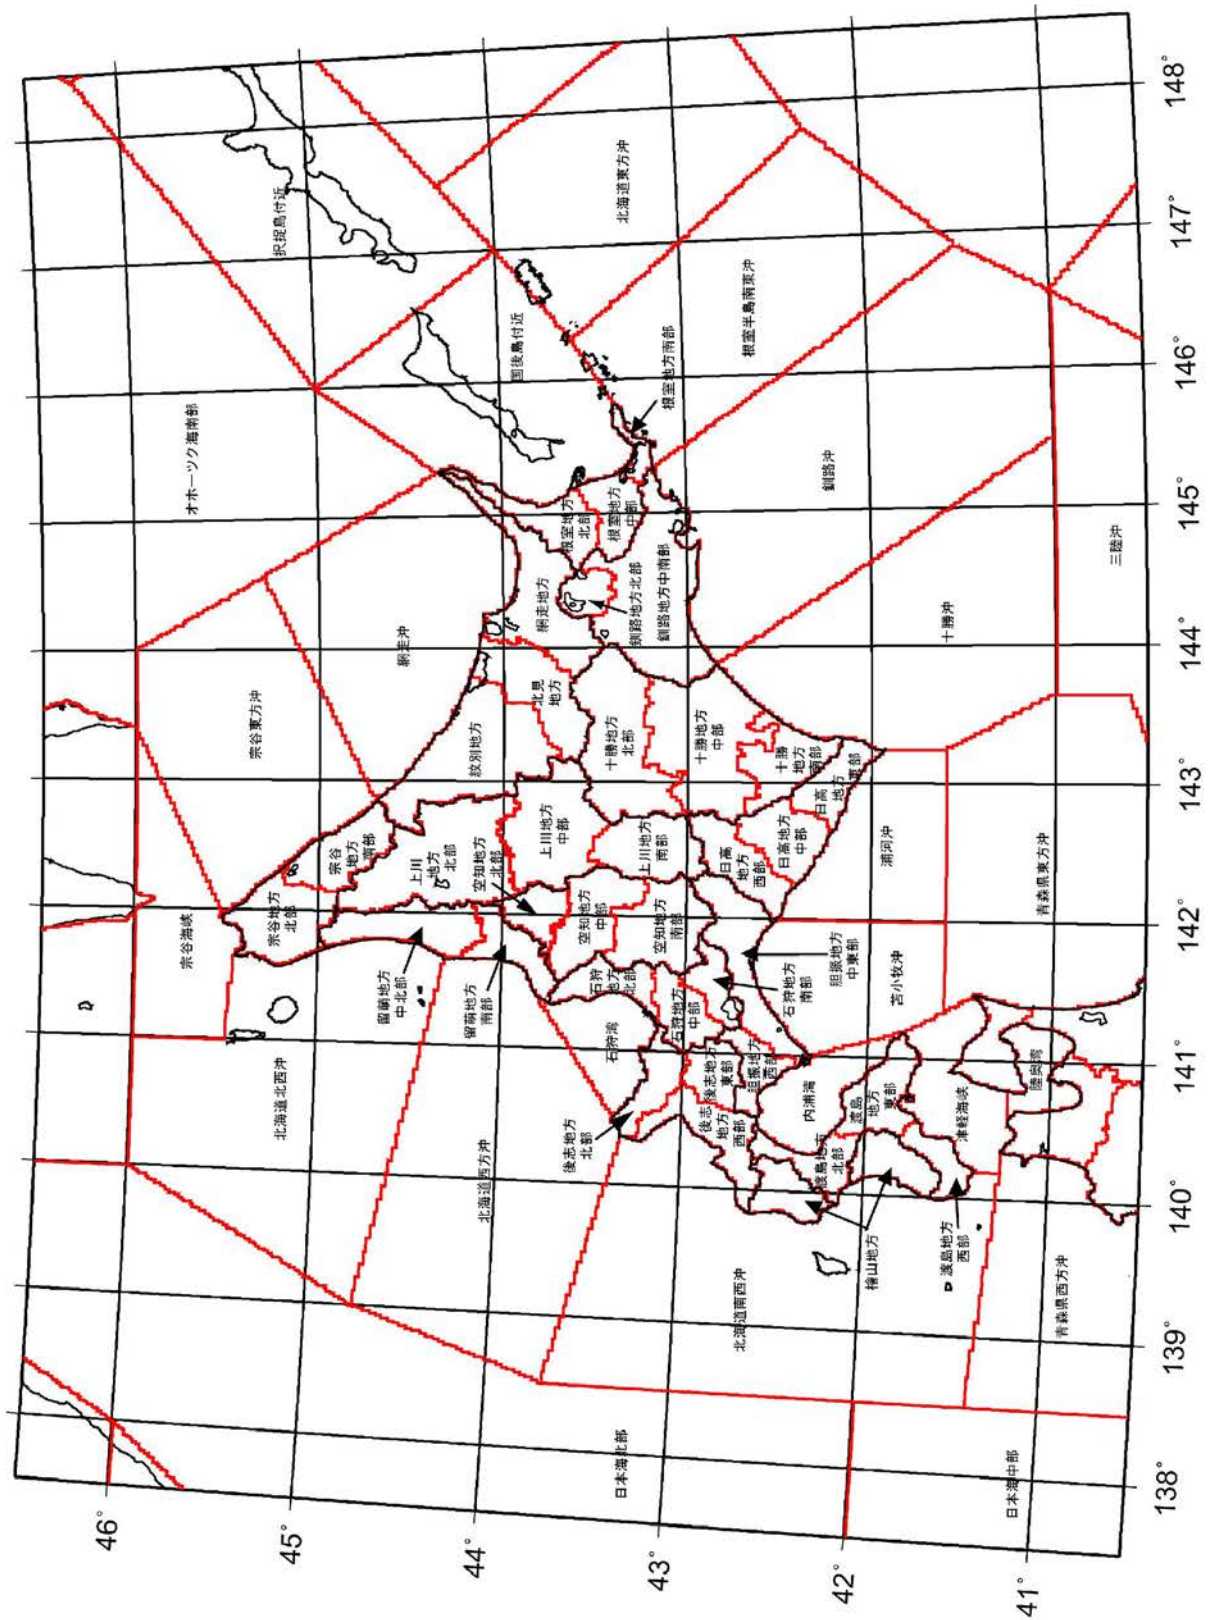 オホーツク海南部
択捉島付近
宗谷東方沖
網走沖
国後島付近
北海道東方沖
宗谷海峡
宗谷地方
北部
宗谷
地方
南部
紋別地方
網走地方
北見
地方
根室地方
北部
根室地方
中部
根室地方南部
根室半島南東沖
北海道北西沖
留萌地方
中北部
留萌地方
南部
上川
地方
北部
上川地方
中部
上川地方
南部
空知地方
北部
空知地方
中部
空知地方
南部
十勝地方
北部
十勝地方
中部
十勝
地方
南部
釧路地方北部
釧路地方中南部
釧路沖
北海道西方沖
石狩湾
石狩
地方
北部
石狩地方
中部
石狩地方
南部
後志地方
北部
後志地方
東部
後志
地方
西部
胆振地方
西部
胆振地方
中東部
日高
地方
西部
日高地方
中部
日高
地方
東部
十勝沖
三陸沖
浦河沖
苫小牧沖
内浦湾
渡島
地方
東部
渡島地方
北部
檜山地方
渡島地方
西部
津軽海峡
陸奥湾
北海道南西沖
青森県東方沖
青森県西方沖
日本海北部
日本海中部
46°
45°
44°
43°
42°
41°
138°
139°
140°
141°
142°
143°
144°
145°
146°
147°
148°